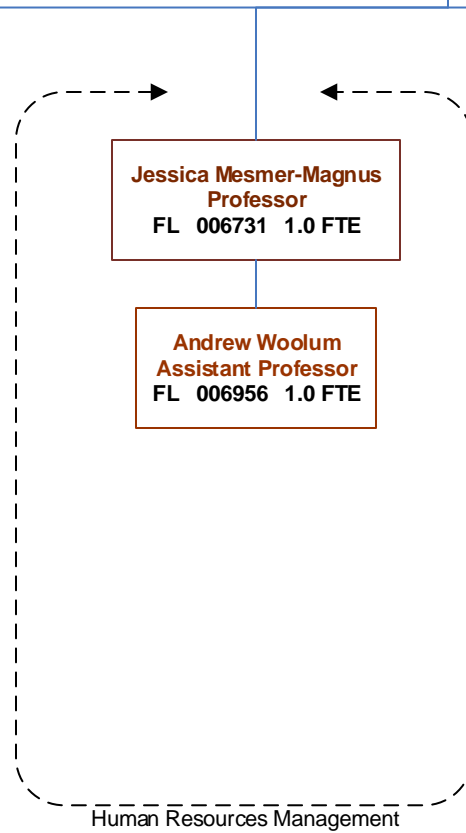 Jessica Mesmer-Magnus
Professor
FL 006731 1.0 FTE
Andrew Woolum
Assistant Professor
FL 006956 1.0 FTE
Human Resources Management